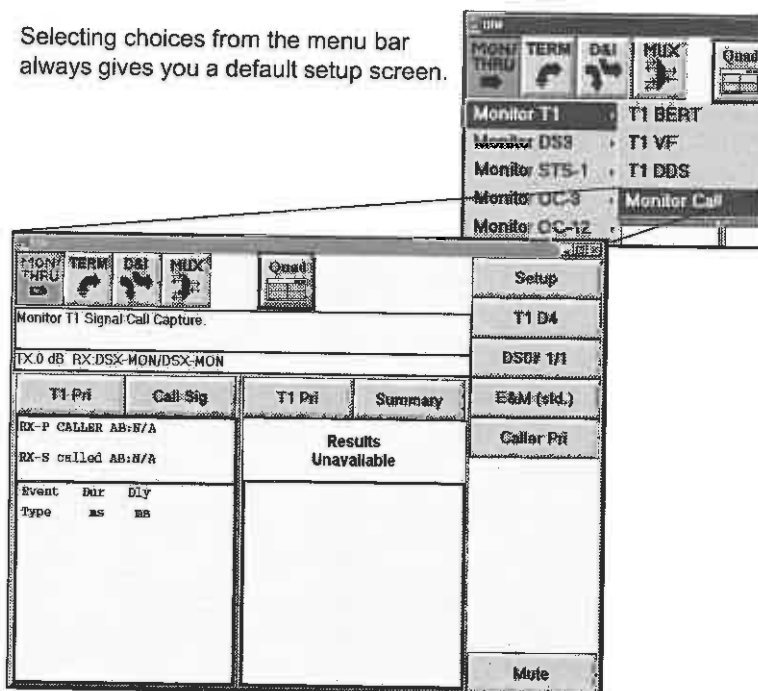 Selecting choices from the menu bar
always gives you a default setup screen.
MON/ THRU
TERM
D&I
MUX
Quad
Monitor T1
T1 BERT
Monitor DS3
T1 VF
Monitor STS-1
T1 DDS
Monitor OC-3
Monitor Call
Monitor OC-12
MON/ THRU
TERM
D&I
MUX
Quad
Setup
Monitor T1 Signal Call Capture.
T1 D4
TX:0 dB RX:DSX-MON/DSX-MON
DS0# 1/1
T1 Pri
Call Sig
T1 Pri
Summary
E&M (std.)
RX-P CALLER AB:N/A
Results
Unavailable
Caller Pri
RX-S called AB:N/A
Event Dur Dly
Type ms ms
Mute